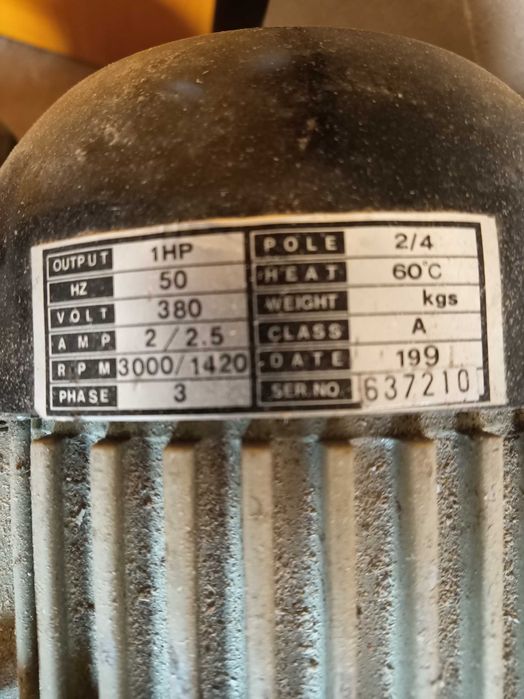 OUTPUT 1HP POLE 2/4
HZ 50 HEAT 60°C
VOLT 380 WEIGHT kgs
AMP 2/2.5 CLASS A
RPM 3000/1420 DATE 199
PHASE 3 SER.NO. 637210